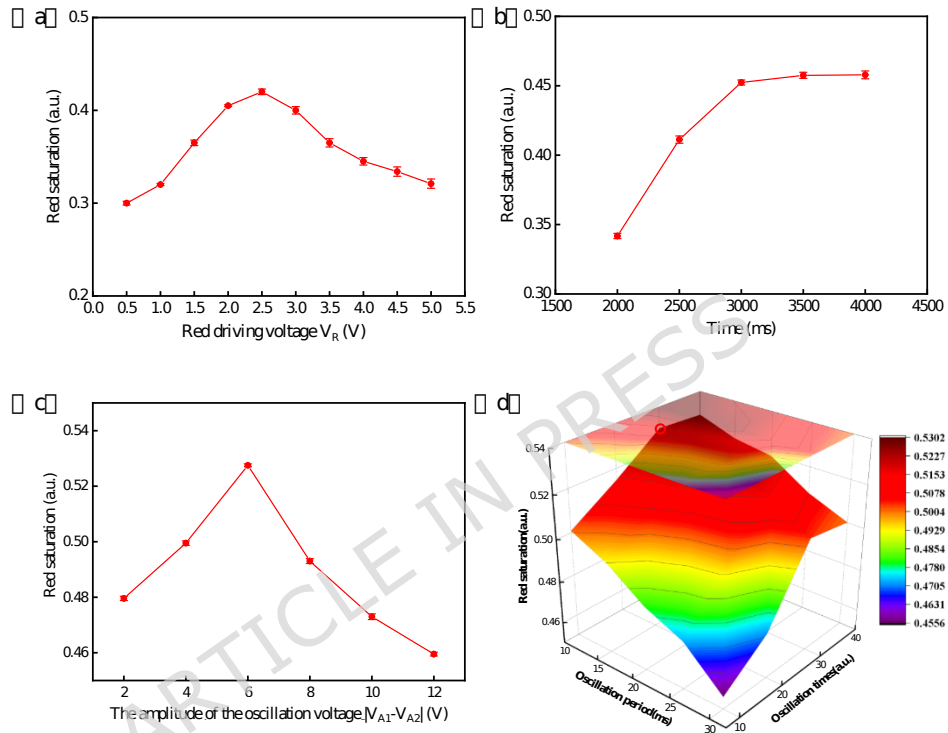 a
0.5
0.4
0.3
0.2
Red saturation (a.u.)
0.0 0.5 1.0 1.5 2.0 2.5 3.0 3.5 4.0 4.5 5.0 5.5
Red driving voltage VR (V)
b
0.50
0.45
0.40
0.35
0.30
Red saturation (a.u.)
1500 2000 2500 3000 3500 4000 4500
Time (ms)
c
0.54
0.52
0.50
0.48
0.46
Red saturation (a.u.)
2 4 6 8 10 12
The amplitude of the oscillation voltage |VA1-VA2| (V)
d
0.54
0.52
0.50
0.48
0.46
Red saturation(a.u.)
10 15 20 25 30
Oscillation period(ms)
10 20 30 40
Oscillation times(a.u.)
0.5302
0.5227
0.5153
0.5078
0.5004
0.4929
0.4854
0.4780
0.4705
0.4631
0.4556
ARTICLE IN PRESS